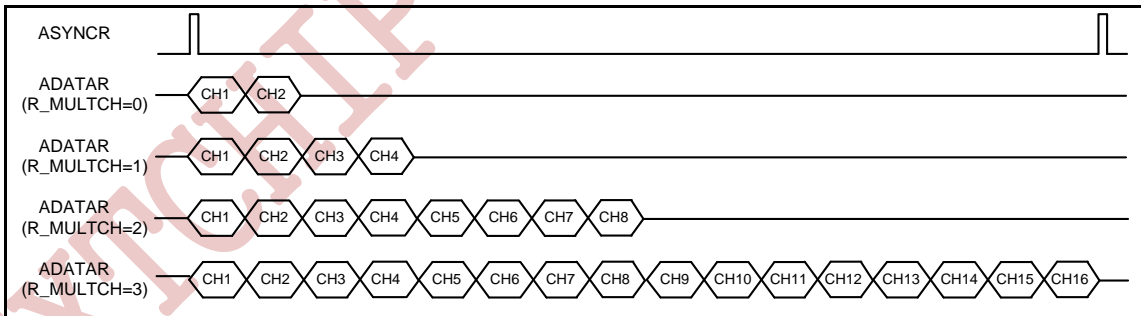 ASYNCR
ADATAR
(R_MULTCH=0)
CH1 CH2
ADATAR
(R_MULTCH=1)
CH1 CH2 CH3 CH4
ADATAR
(R_MULTCH=2)
CH1 CH2 CH3 CH4 CH5 CH6 CH7 CH8
ADATAR
(R_MULTCH=3)
CH1 CH2 CH3 CH4 CH5 CH6 CH7 CH8 CH9 CH10 CH11 CH12 CH13 CH14 CH15 CH16
YTCHIP